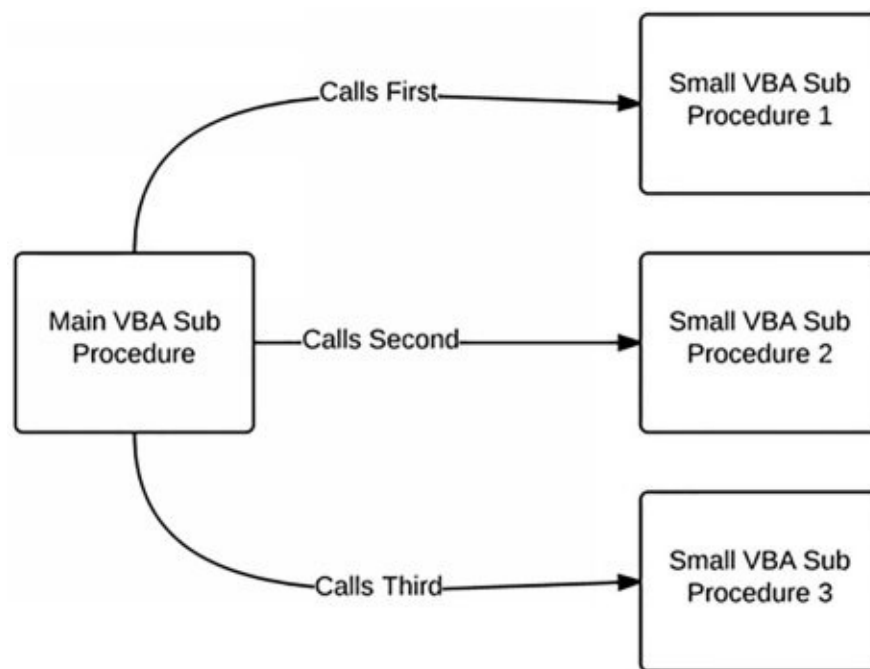 Calls First
Small VBA Sub
Procedure 1
Main VBA Sub
Procedure
Calls Second
Small VBA Sub
Procedure 2
Calls Third
Small VBA Sub
Procedure 3